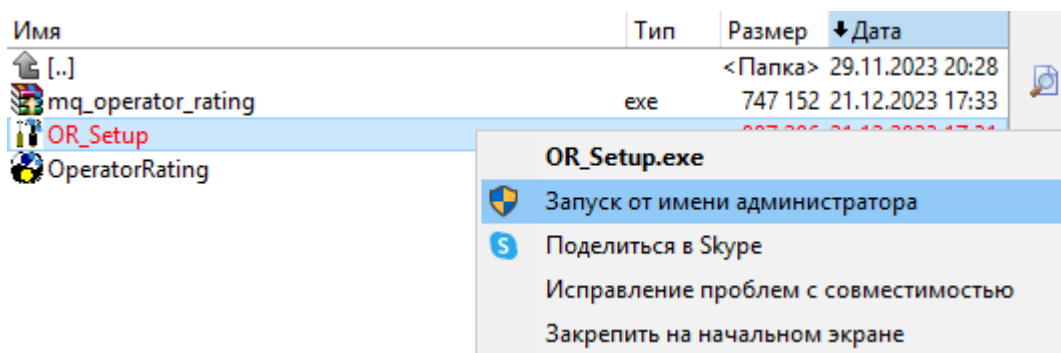 Имя Тип Размер Дата
[..] <Папка> 29.11.2023 20:28
mq_operator_rating exe 747 152 21.12.2023 17:33
OR_Setup
OperatorRating
OR_Setup.exe
Запуск от имени администратора
Поделиться в Skype
Исправление проблем с совместимостью
Закрепить на начальном экране